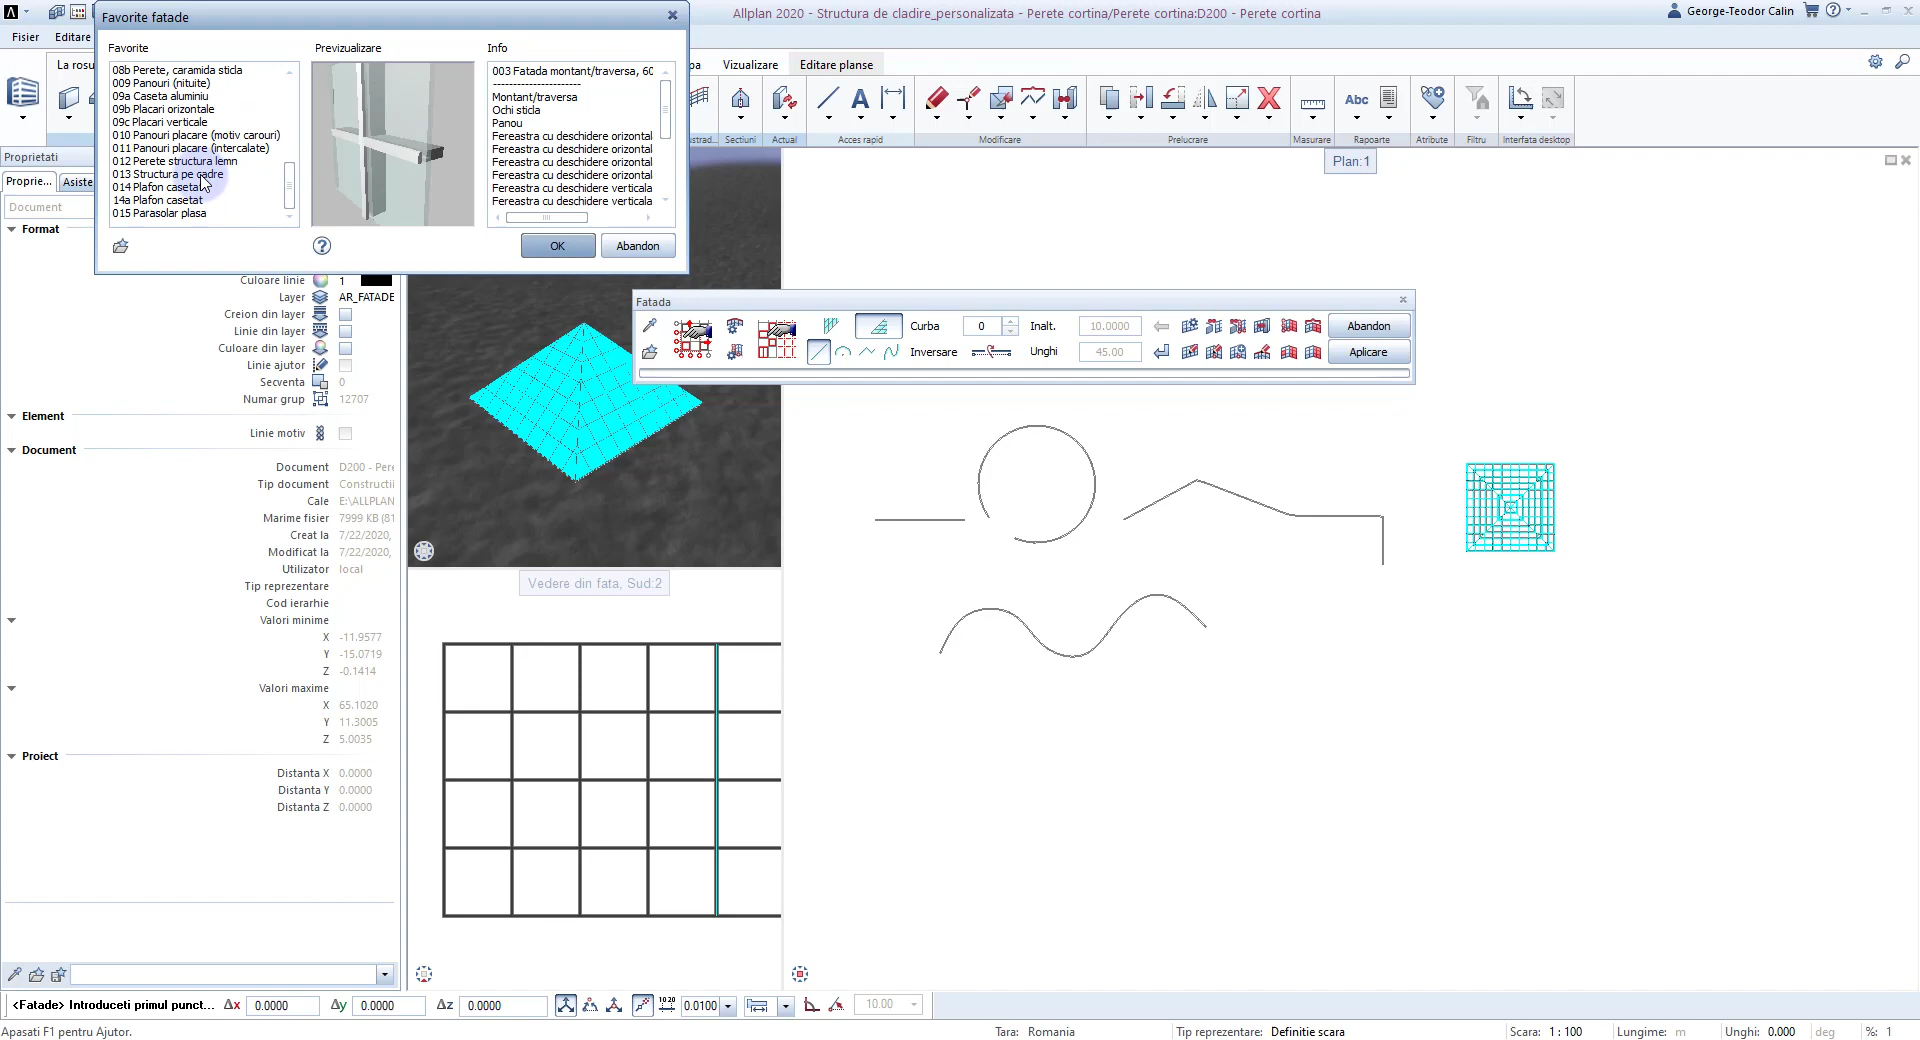 Favorite fatade
Allplan 2020 - Structura de cladire_personalizata - Perete cortina/Perete cortina:D200 - Perete cortina
George-Teodor Calin
Fisier
Editare
Vizualizare
Editare planse
La rosu
Favorite
Previzualizare
Info
08b Perete, caramida sticla
009 Panouri (nituite)
09a Caseta aluminiu
09b Placari orizontale
09c Placari verticale
010 Panouri placare (motiv carouri)
011 Panouri placare (intercalate)
012 Perete structura lemn
013 Structura pe cadre
014 Plafon casetat
14a Plafon casetat
015 Parasolar plasa
003 Fatada montant/traversa, 60
----------------------
Montant/traversa
Ochi sticla
Panou
Fereastra cu deschidere orizontal
Fereastra cu deschidere orizontal
Fereastra cu deschidere orizontal
Fereastra cu deschidere orizontal
Fereastra cu deschidere verticala
Fereastra cu deschidere verticala
OK
Abandon
Abc
Sectiuni
Actual
Acces rapid
Modificare
Prelucrare
Masurare
Rapoarte
Atribute
Filtru
Interfata desktop
Plan:1
Proprietati
Proprie...
Asiste
Document
Format
Culoare linie 1
Layer AR_FATADE
Creion din layer
Linie din layer
Culoare din layer
Linie ajutor
Secventa 0
Numar grup 12707
Element
Linie motiv
Document
Document D200 - Pere
Tip document Constructii
Cale E:\ALLPLAN
Marime fisier 7999 KB (81
Creat la 7/22/2020,
Modificat la 7/22/2020,
Utilizator local
Tip reprezentare
Cod ierarhie
Valori minime
X -11.9577
Y -15.0719
Z -0.1414
Valori maxime
X 65.1020
Y 11.3005
Z 5.0035
Proiect
Distanta X 0.0000
Distanta Y 0.0000
Distanta Z 0.0000
Fatada
Curba 0 Inalt. 10.0000 Abandon
Inversare Unghi 45.00 Aplicare
Vedere din fata, Sud:2
<Fatade> Introduceti primul punct... Δx 0.0000 Δy 0.0000 Δz 0.0000 0.0100 10.00
Apasati F1 pentru Ajutor.
Tara: Romania Tip reprezentare: Definitie scara Scara: 1 : 100 Lungime: m Unghi: 0.000 deg %: 1